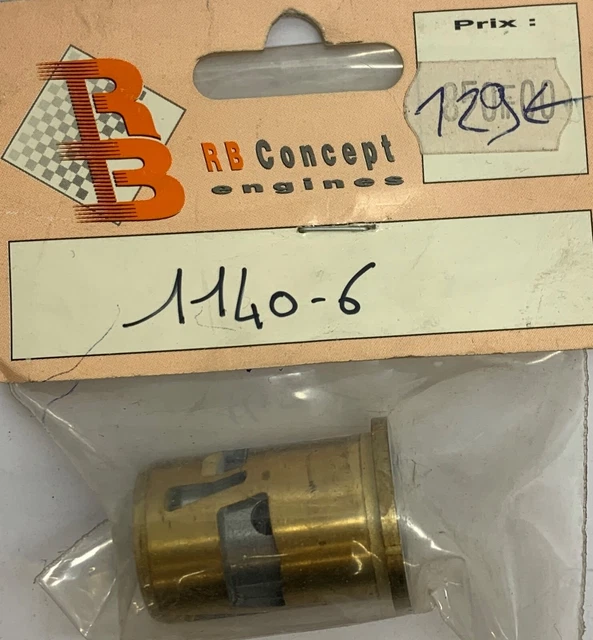 Prix :
129€
RB
RB Concept
engines
1140-6